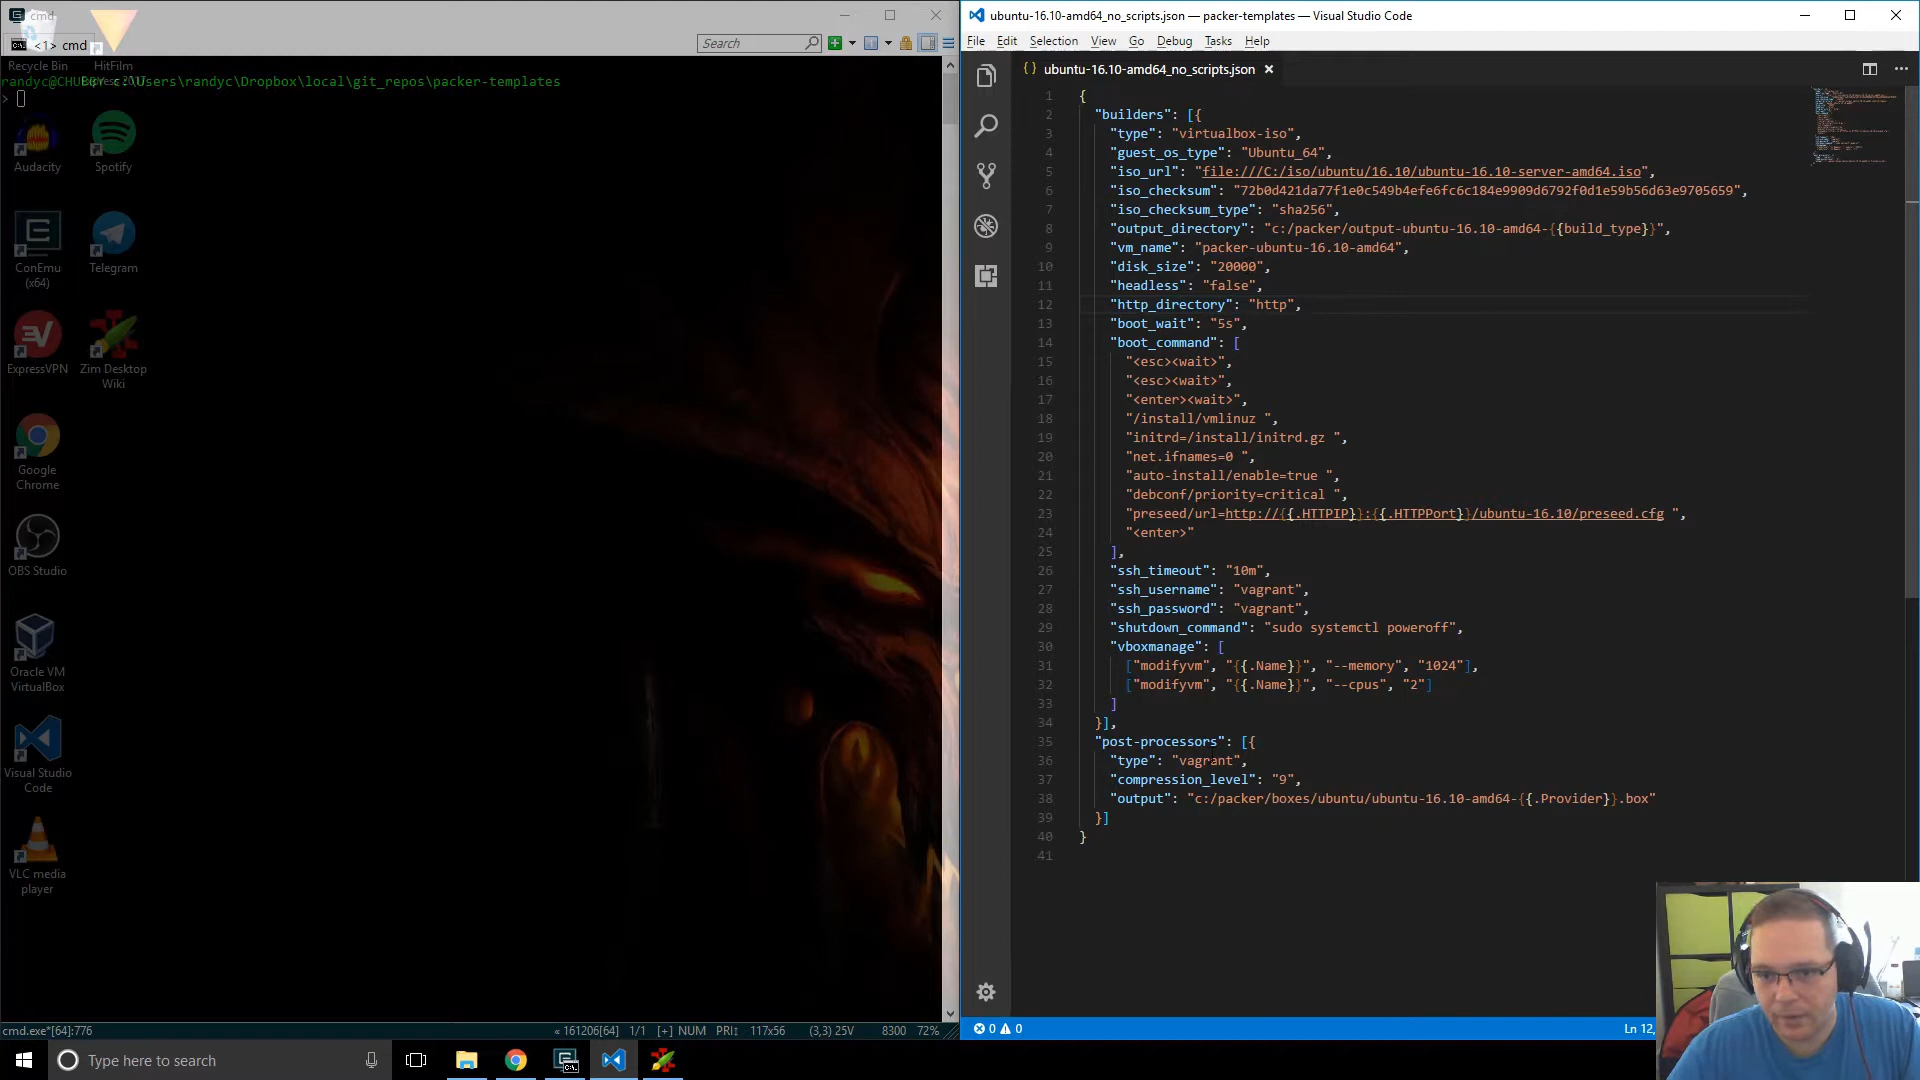 cmd
<1> cmd
Search
randyc@CHUBBY c:\Users\randyc\Dropbox\local\git_repos\packer-templates
>
Recycle Bin
HitFilm
Audacity
Spotify
ConEmu
(x64)
Telegram
ExpressVPN
Zim Desktop
Wiki
Google
Chrome
OBS Studio
Oracle VM
VirtualBox
Visual Studio
Code
VLC media
player
cmd.exe*[64]:776
« 161206[64]
1/1
[+] NUM
PRI↕
117x56
(3,3) 25V
8300
72%
Type here to search
ubuntu-16.10-amd64_no_scripts.json — packer-templates — Visual Studio Code
File Edit Selection View Go Debug Tasks Help
{} ubuntu-16.10-amd64_no_scripts.json
1 {
2 "builders": [{
3 "type": "virtualbox-iso",
4 "guest_os_type": "Ubuntu_64",
5 "iso_url": "file:///C:/iso/ubuntu/16.10/ubuntu-16.10-server-amd64.iso",
6 "iso_checksum": "72b0d421da77f1e0c549b4efe6fc6c184e9909d6792f0d1e59b56d63e9705659",
7 "iso_checksum_type": "sha256",
8 "output_directory": "c:/packer/output-ubuntu-16.10-amd64-{{build_type}}",
9 "vm_name": "packer-ubuntu-16.10-amd64",
10 "disk_size": "20000",
11 "headless": "false",
12 "http_directory": "http",
13 "boot_wait": "5s",
14 "boot_command": [
15 "<esc><wait>",
16 "<esc><wait>",
17 "<enter><wait>",
18 "/install/vmlinuz ",
19 "initrd=/install/initrd.gz ",
20 "net.ifnames=0 ",
21 "auto-install/enable=true ",
22 "debconf/priority=critical ",
23 "preseed/url=http://{{.HTTPIP}}:{{.HTTPPort}}/ubuntu-16.10/preseed.cfg ",
24 "<enter>"
25 ],
26 "ssh_timeout": "10m",
27 "ssh_username": "vagrant",
28 "ssh_password": "vagrant",
29 "shutdown_command": "sudo systemctl poweroff",
30 "vboxmanage": [
31 ["modifyvm", "{{.Name}}", "--memory", "1024"],
32 ["modifyvm", "{{.Name}}", "--cpus", "2"]
33 ]
34 }],
35 "post-processors": [{
36 "type": "vagrant",
37 "compression_level": "9",
38 "output": "c:/packer/boxes/ubuntu/ubuntu-16.10-amd64-{{.Provider}}.box"
39 }]
40 }
41
0 0
Ln 12,